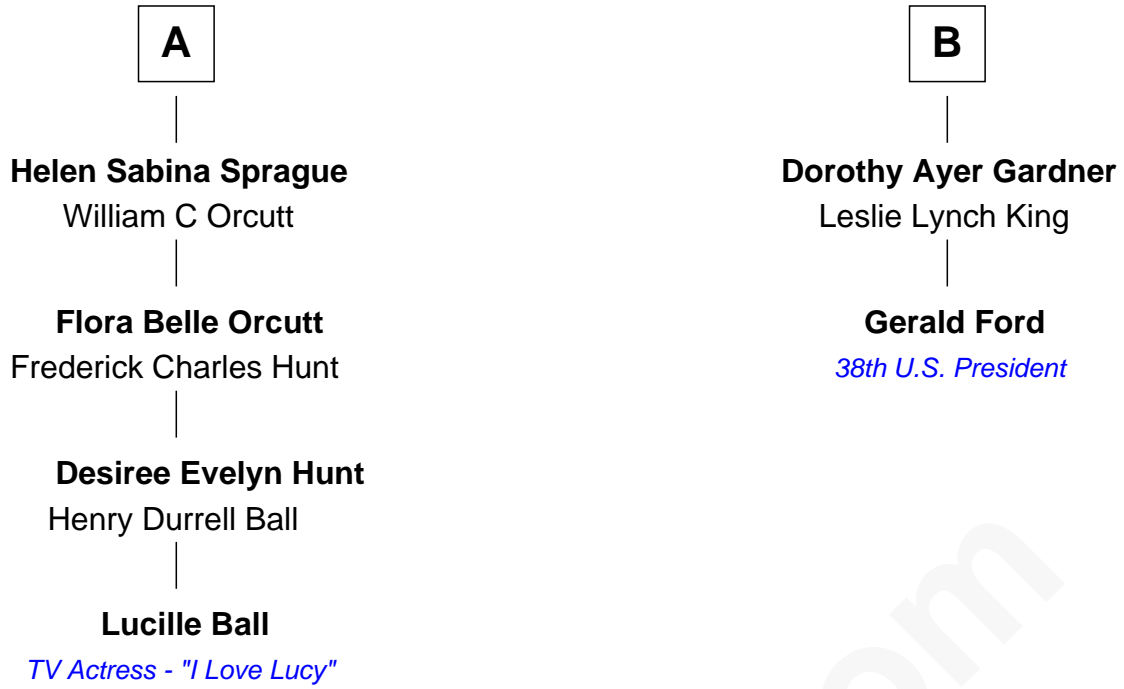 A
Helen Sabina Sprague
William C Orcutt
Flora Belle Orcutt
Frederick Charles Hunt
Desiree Evelyn Hunt
Henry Durrell Ball
Lucille Ball
TV Actress - "I Love Lucy"
B
Dorothy Ayer Gardner
Leslie Lynch King
Gerald Ford
38th U.S. President
om